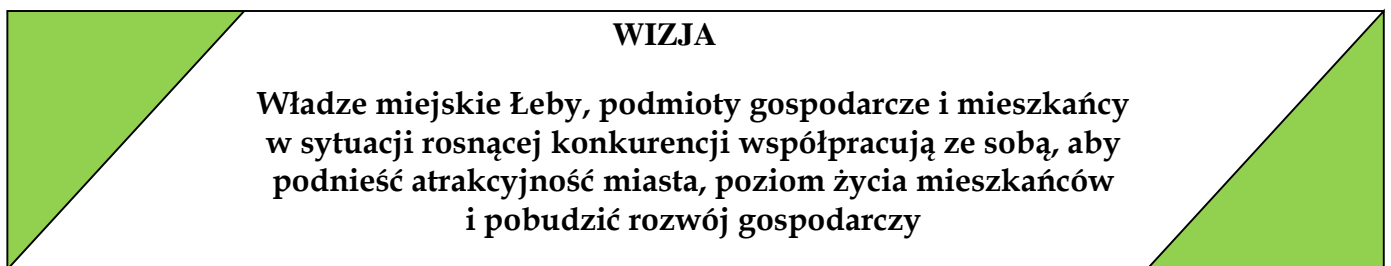 WIZJA
Władze miejskie Łeby, podmioty gospodarcze i mieszkańcy
w sytuacji rosnącej konkurencji współpracują ze sobą, aby
podnieść atrakcyjność miasta, poziom życia mieszkańców
i pobudzić rozwój gospodarczy